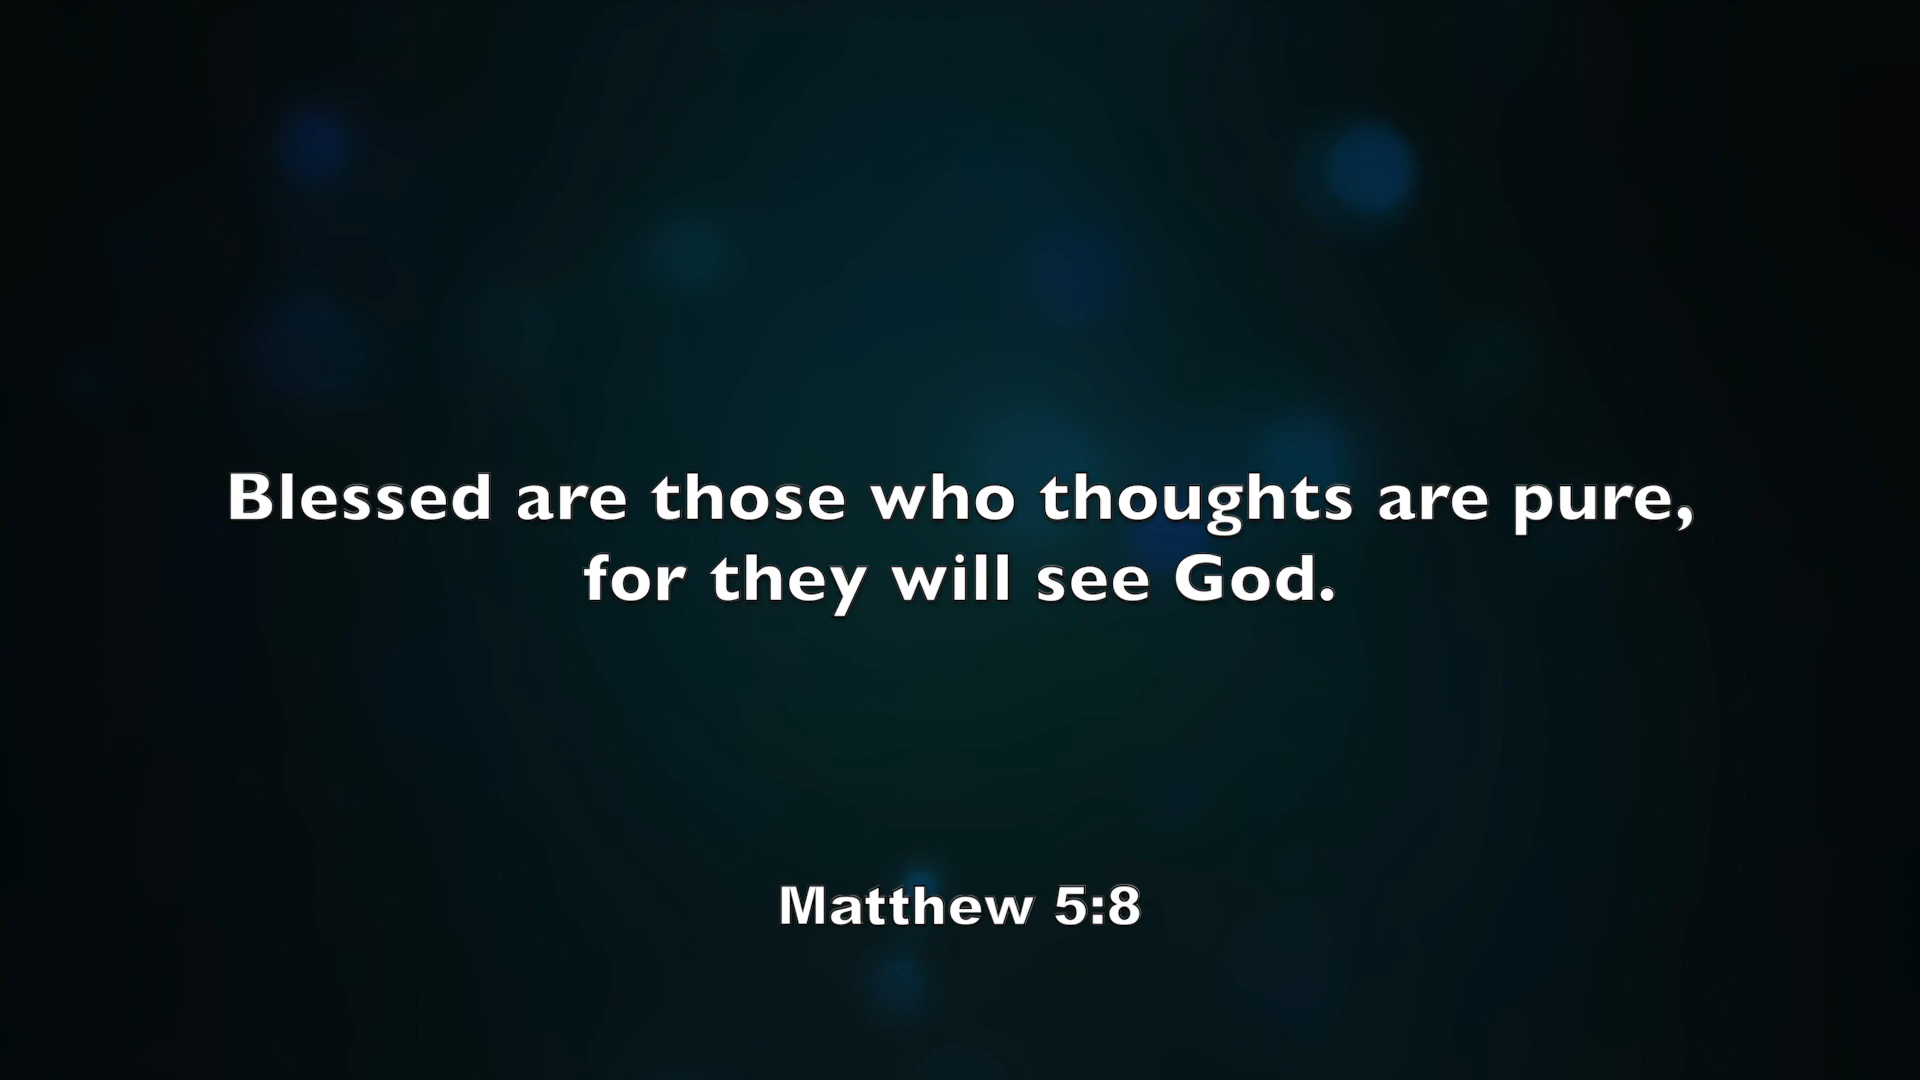 Blessed are those who thoughts are pure,
for they will see God.
Matthew 5:8